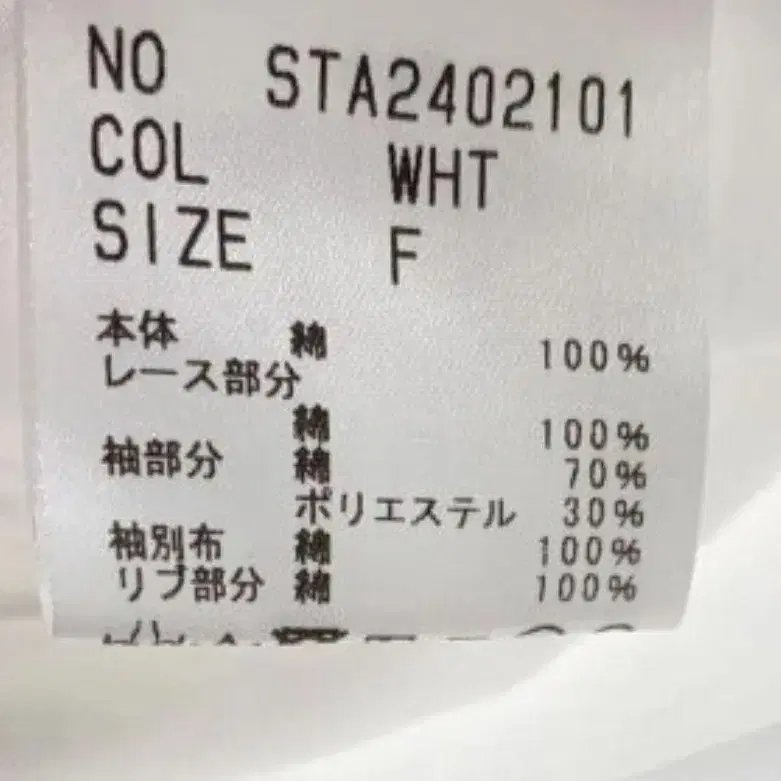 NO STA2402101
COL WHT
SIZE F
本体 綿 100%
レース部分
綿 100%
袖部分 綿 70%
ポリエステル 30%
袖別布 綿 100%
リブ部分 綿 100%